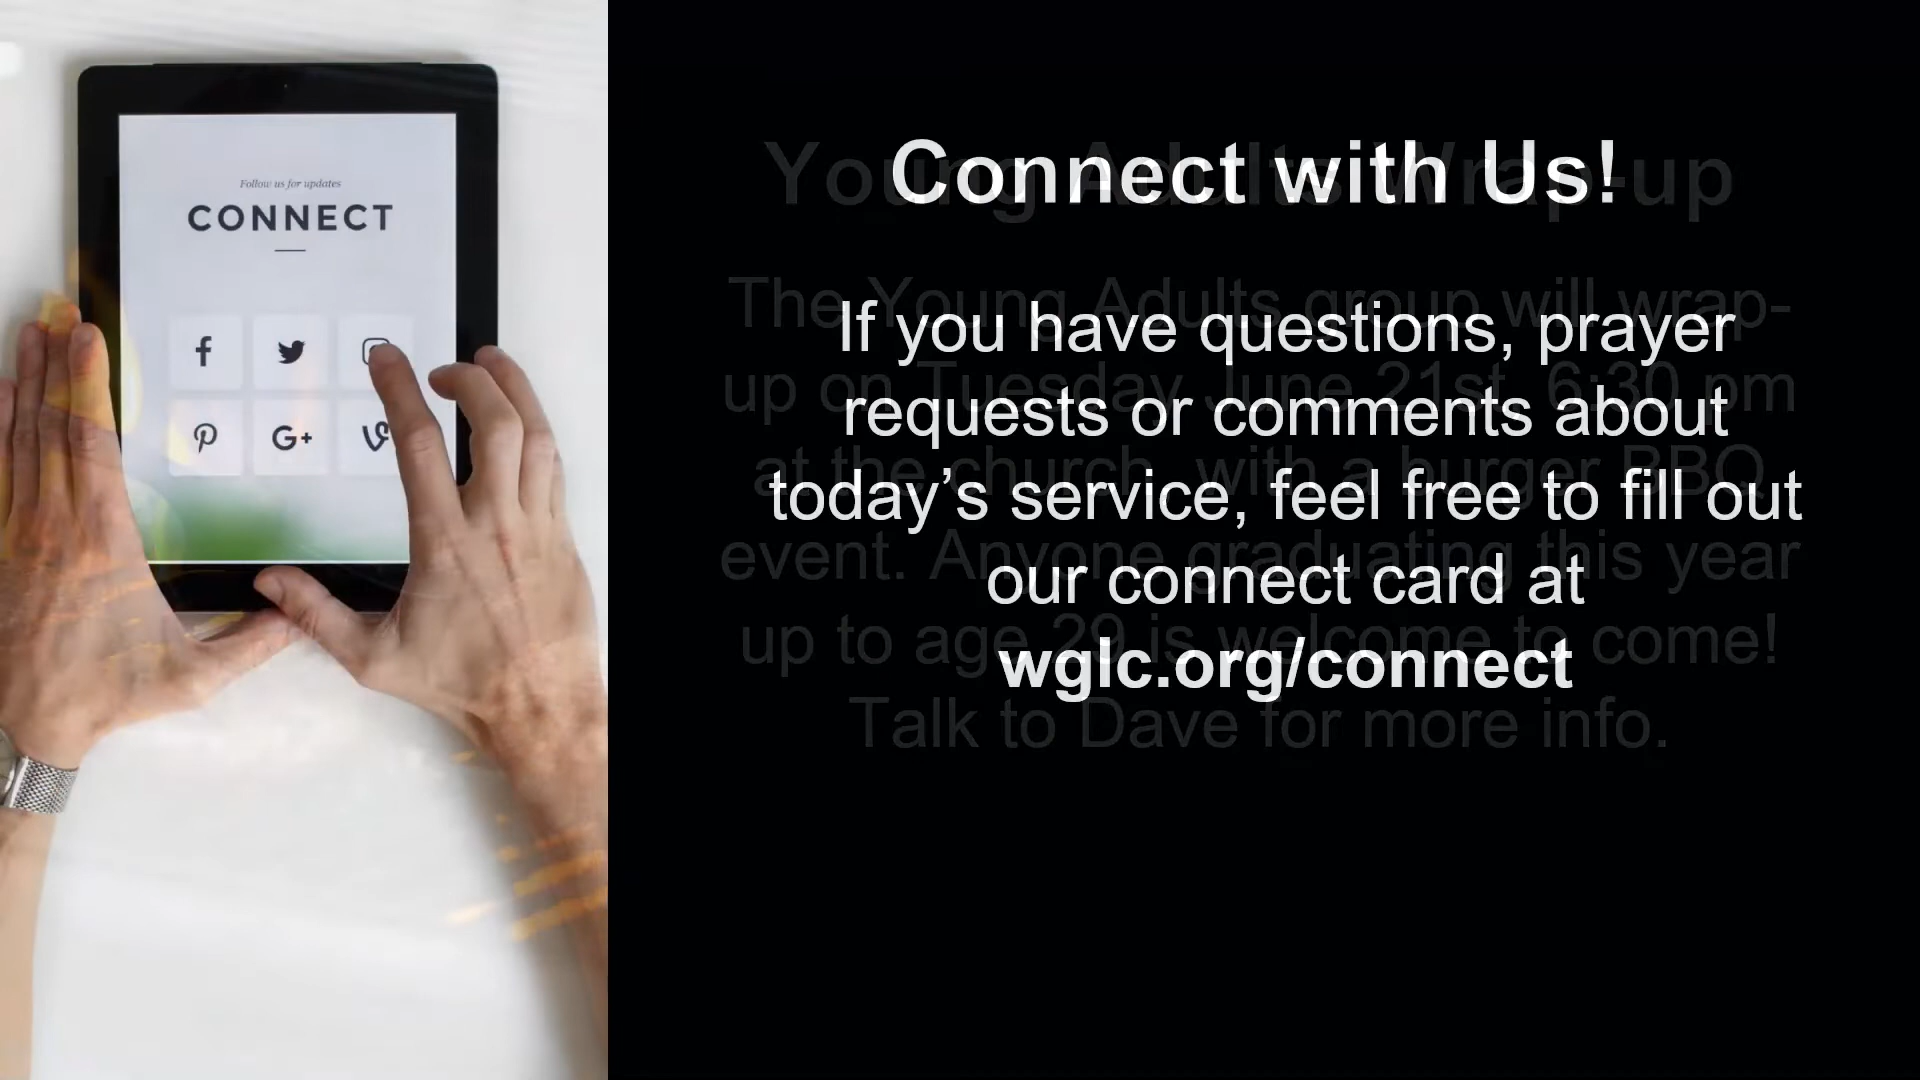 Follow us for updates
CONNECT
G+
Connect with Us!
If you have questions, prayer
requests or comments about
today’s service, feel free to fill out
our connect card at
wgic.org/connect
Young Adults Wrap-up
The Young Adults group will wrap-
up on Tuesday, June 21st, 6:30 pm
at the church, with a burger BBQ
event. Anyone graduating this year
up to age 29 is welcome to come!
Talk to Dave for more info.